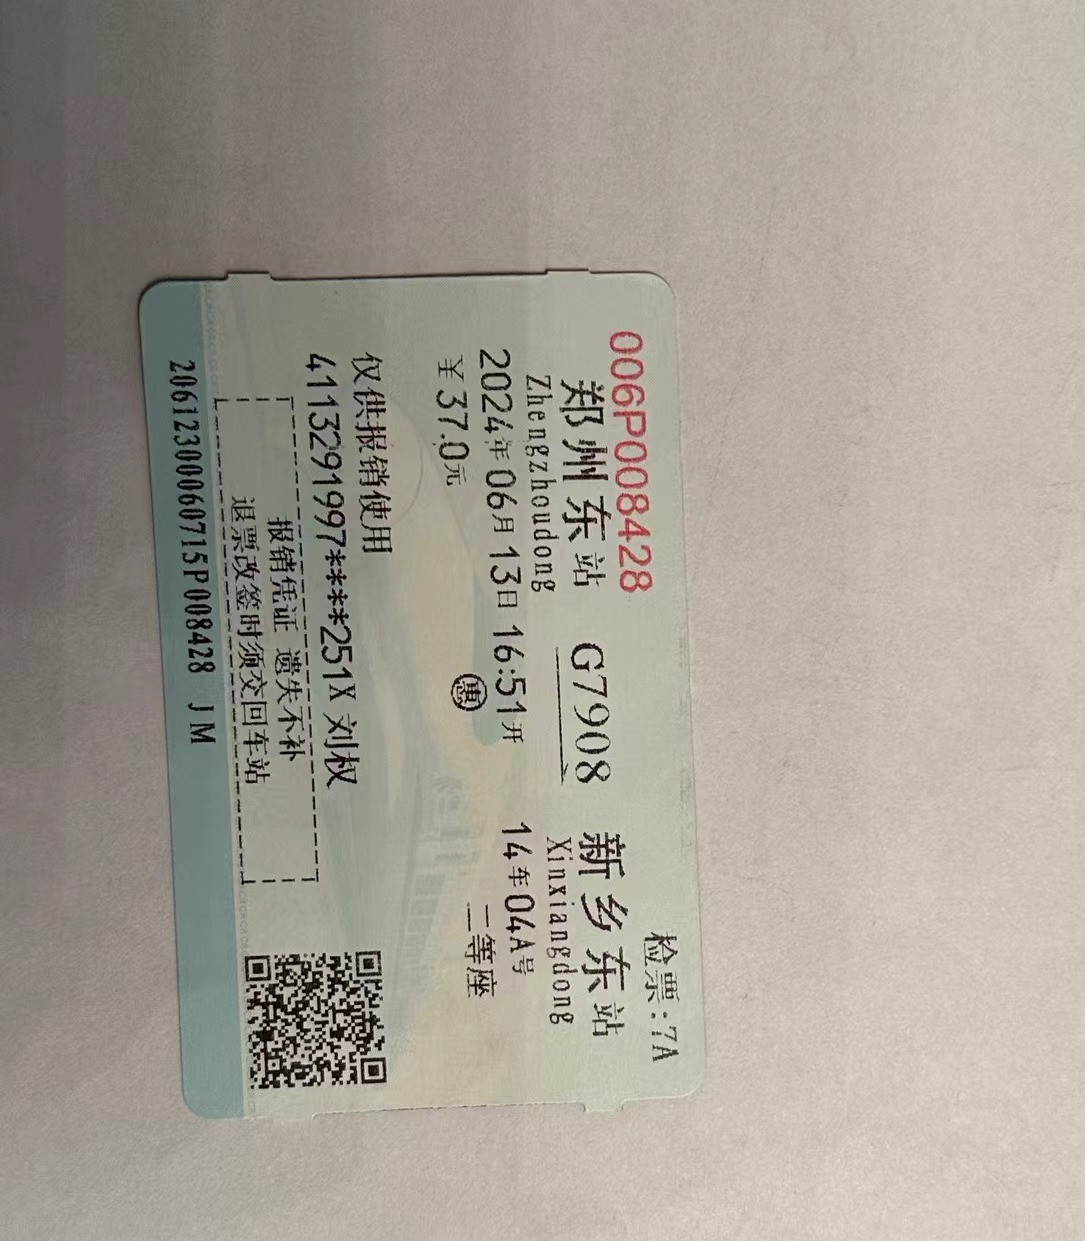 006P008428
检票:7A
郑州东站 G7908 新乡东站
Zhengzhoudong Xinxiangdong
2024年06月13日16:51开 14车04A号
￥37.0元 惠 二等座
仅供报销使用
4113291997****251X 刘权
报销凭证 遗失不补
退票改签时须交回车站
20612300060715P008428 JM